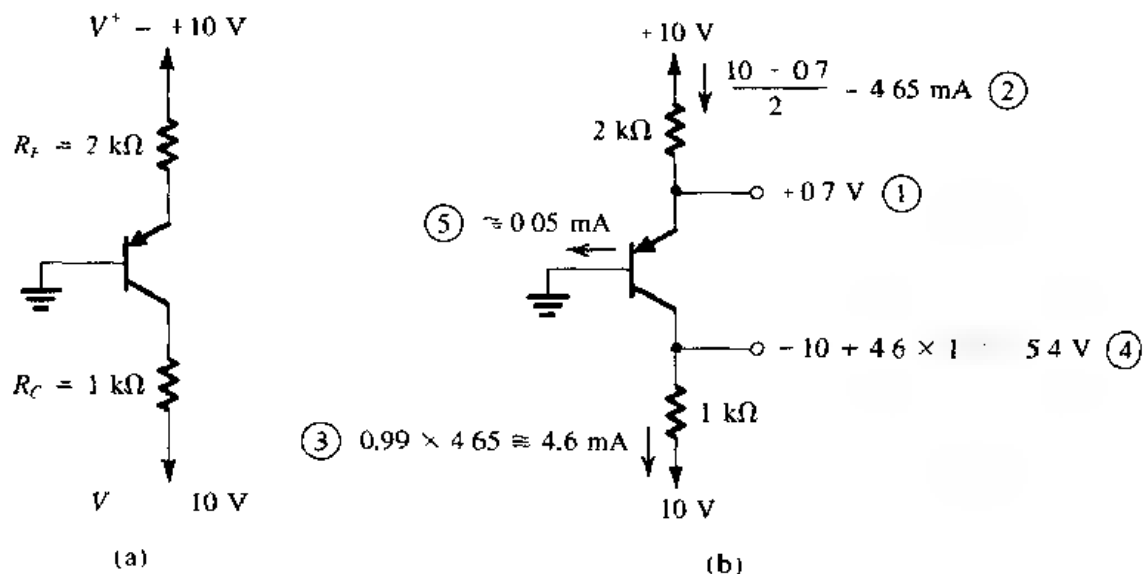 V⁺ - +10 V
R_E = 2 kΩ
R_C = 1 kΩ
V 10 V
(a)
+10 V
10 - 0 7 / 2 - 4 65 mA ②
2 kΩ
+0 7 V ①
⑤ ≃ 0 05 mA
- 10 + 4 6 × 1 5 4 V ④
1 kΩ
③ 0.99 × 4 65 ≅ 4.6 mA
10 V
(b)